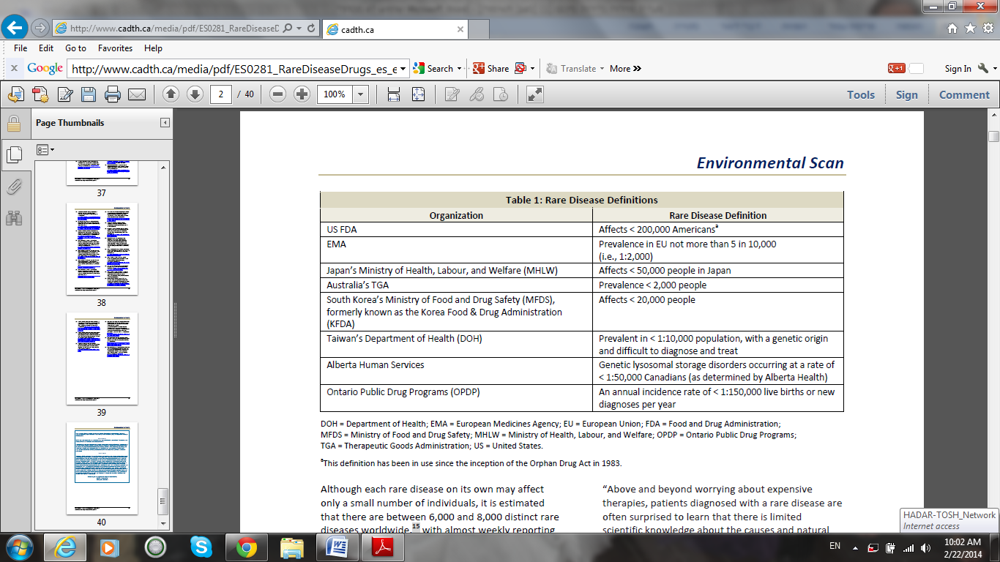 http://www.cadth.ca/media/pdf/ES0281_RareDiseaseD
cadth.ca
File Edit Go to Favorites Help
x Google http://www.cadth.ca/media/pdf/ES0281_RareDiseaseDrugs_es_e Search Share Translate More »
+1 Sign In
2 / 40 100% Tools Sign Comment
Page Thumbnails
37
38
39
40
Environmental Scan
Table 1: Rare Disease Definitions
Organization Rare Disease Definition
US FDA Affects < 200,000 Americansª
EMA Prevalence in EU not more than 5 in 10,000
(i.e., 1:2,000)
Japan's Ministry of Health, Labour, and Welfare (MHLW) Affects < 50,000 people in Japan
Australia's TGA Prevalence < 2,000 people
South Korea's Ministry of Food and Drug Safety (MFDS), Affects < 20,000 people
formerly known as the Korea Food & Drug Administration
(KFDA)
Taiwan's Department of Health (DOH) Prevalent in < 1:10,000 population, with a genetic origin
and difficult to diagnose and treat
Alberta Human Services Genetic lysosomal storage disorders occurring at a rate of
< 1:50,000 Canadians (as determined by Alberta Health)
Ontario Public Drug Programs (OPDP) An annual incidence rate of < 1:150,000 live births or new
diagnoses per year
DOH = Department of Health; EMA = European Medicines Agency; EU = European Union; FDA = Food and Drug Administration;
MFDS = Ministry of Food and Drug Safety; MHLW = Ministry of Health, Labour, and Welfare; OPDP = Ontario Public Drug Programs;
TGA = Therapeutic Goods Administration; US = United States.
ªThis definition has been in use since the inception of the Orphan Drug Act in 1983.
Although each rare disease on its own may affect
only a small number of individuals, it is estimated
that there are between 6,000 and 8,000 distinct rare
diseases worldwide,15 with almost weekly reporting
"Above and beyond worrying about expensive
therapies, patients diagnosed with a rare disease are
often surprised to learn that there is limited
scientific knowledge about the causes and natural
HADAR-TOSH_Network
Internet access
EN
10:02 AM
2/22/2014